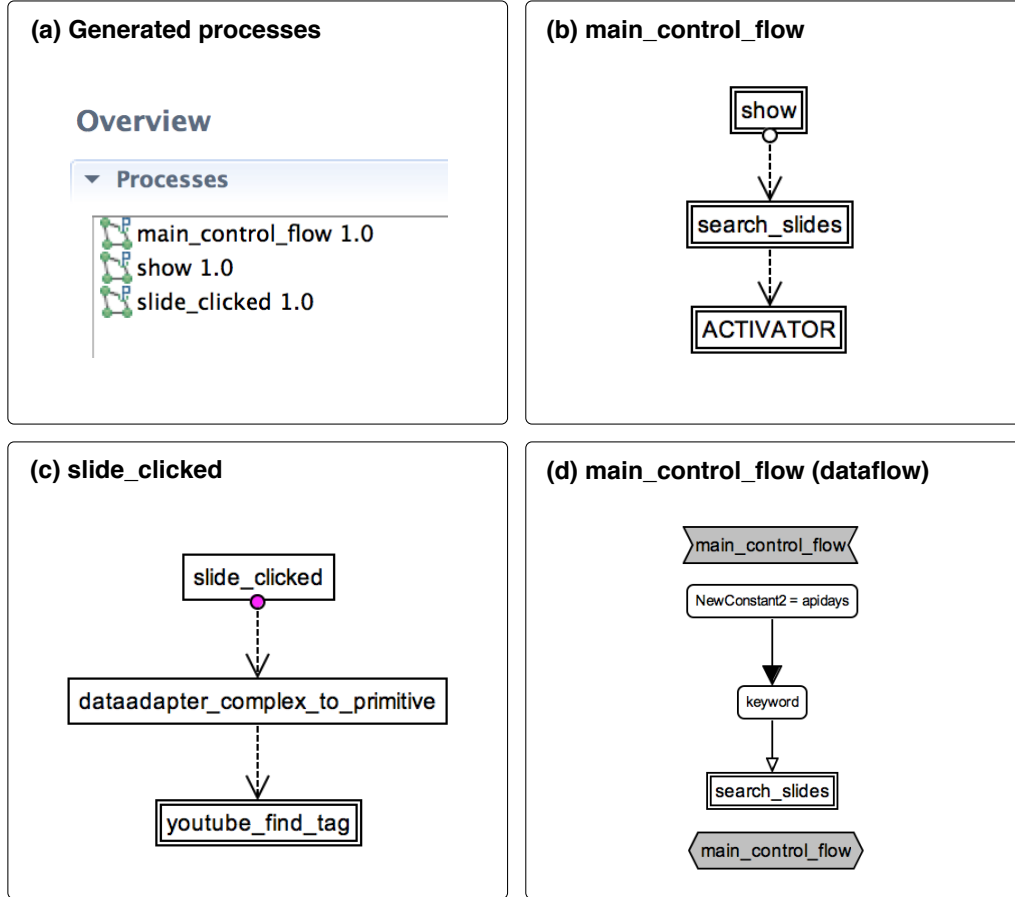 (a) Generated processes
Overview
Processes
main_control_flow 1.0
show 1.0
slide_clicked 1.0
(b) main_control_flow
show
search_slides
ACTIVATOR
(c) slide_clicked
slide_clicked
dataadapter_complex_to_primitive
youtube_find_tag
(d) main_control_flow (dataflow)
main_control_flow
NewConstant2 = apidays
keyword
search_slides
main_control_flow